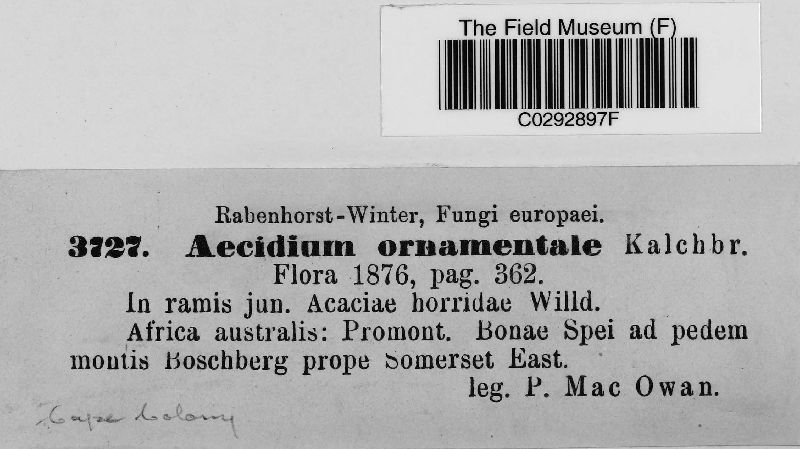 The Field Museum (F)
C0292897F
Rabenhorst-Winter, Fungi europaei.
3727. Aecidium ornamentale Kalchbr.
Flora 1876, pag. 362.
In ramis jun. Acaciae horridae Willd.
Africa australis: Promont. Bonae Spei ad pedem
montis Boschberg prope Somerset East.
leg. P. Mac Owan.
Cape Colony